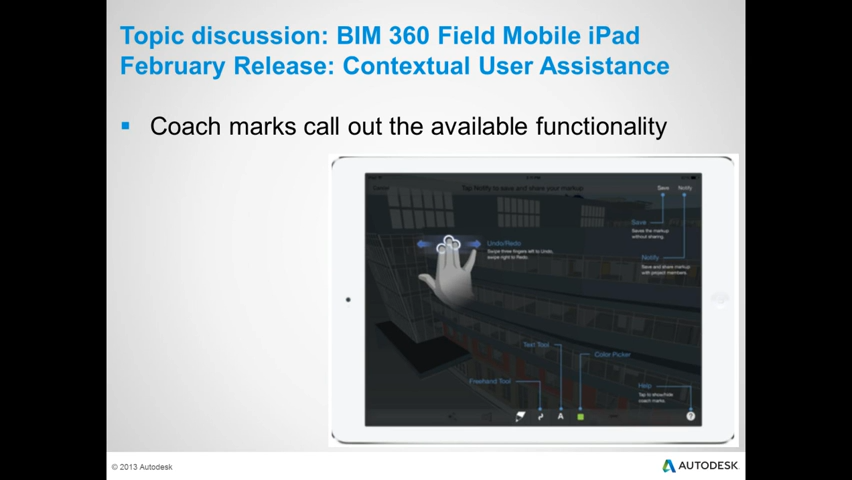 Topic discussion: BIM 360 Field Mobile iPad
February Release: Contextual User Assistance
Coach marks call out the available functionality
Tap Notify to save and share your markup
Save
Notify
Save
Saves the markup
without sharing.
Undo/Redo
Swipe three fingers left to Undo,
swipe right to Redo.
Notify
Save and share markup
with project members.
Text Tool
Color Picker
Freehand Tool
Help
Tap to show/hide
coach marks.
A
?
© 2013 Autodesk
AUTODESK